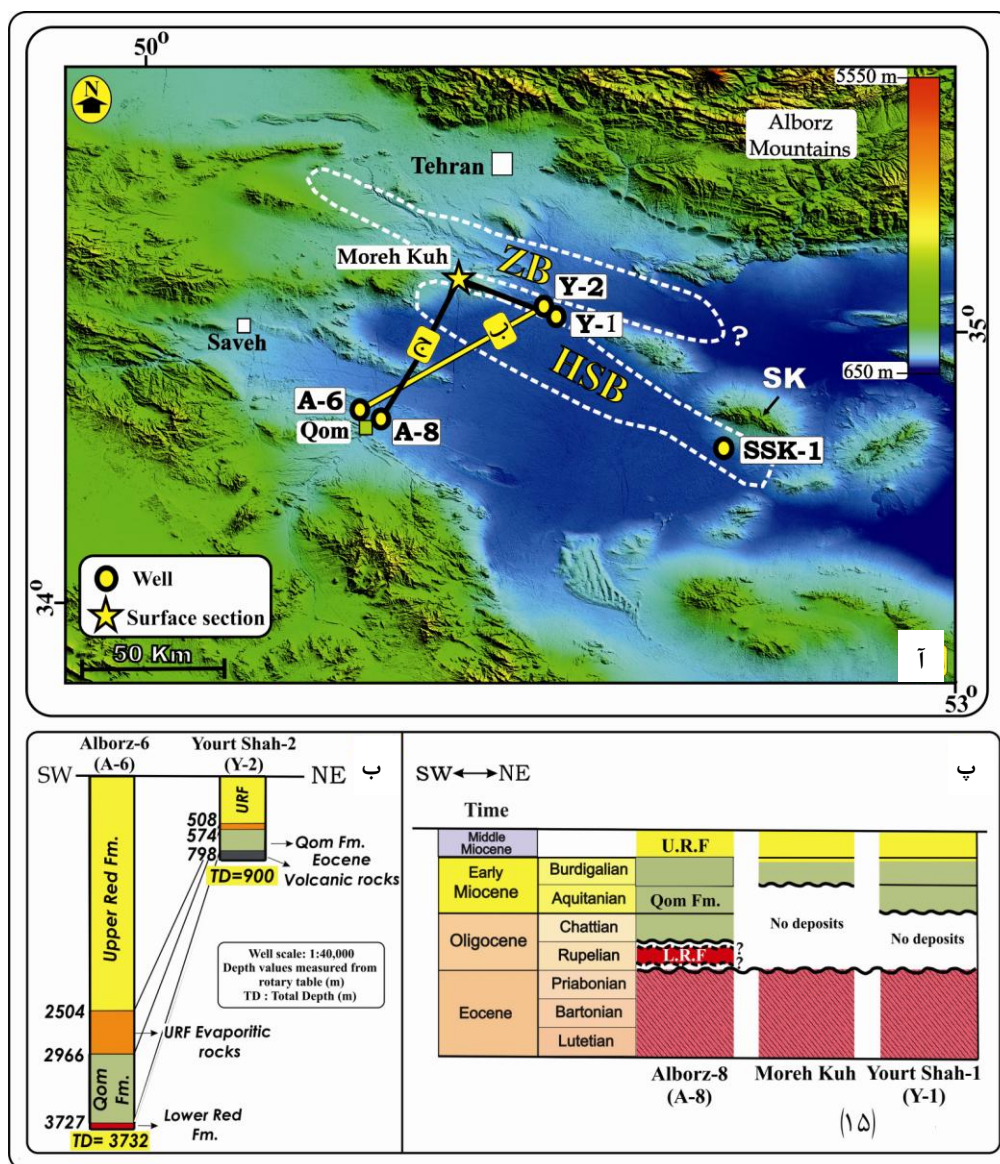 50⁰
5550 m
N
Alborz
Mountains
Tehran
Moreh Kuh
ZB
Y-2
Y-1
?
35⁰
Saveh
ج
HSB
650 m
SK
A-6
Qom
A-8
SSK-1
34⁰
Well
Surface section
50 Km
آ
53⁰
Alborz-6
(A-6)
Yourt Shah-2
(Y-2)
SW
NE
ب
URF
508
574
798
Qom Fm.
Eocene
Volcanic rocks
TD=900
Upper Red Fm.
Well scale: 1:40,000
Depth values measured from
rotary table (m)
TD : Total Depth (m)
2504
URF Evaporitic
rocks
2966
Qom
Fm.
3727
Lower Red
Fm.
TD= 3732
پ
SW NE
Time
Middle
Miocene
U.R.F
Early
Miocene
Burdigalian
Aquitanian
Qom Fm.
Oligocene
Chattian
Rupelian
L.R.F
?
?
No deposits
No deposits
Eocene
Priabonian
Bartonian
Lutetian
Alborz-8
(A-8)
Moreh Kuh
Yourt Shah-1
(Y-1)
(۱۵)